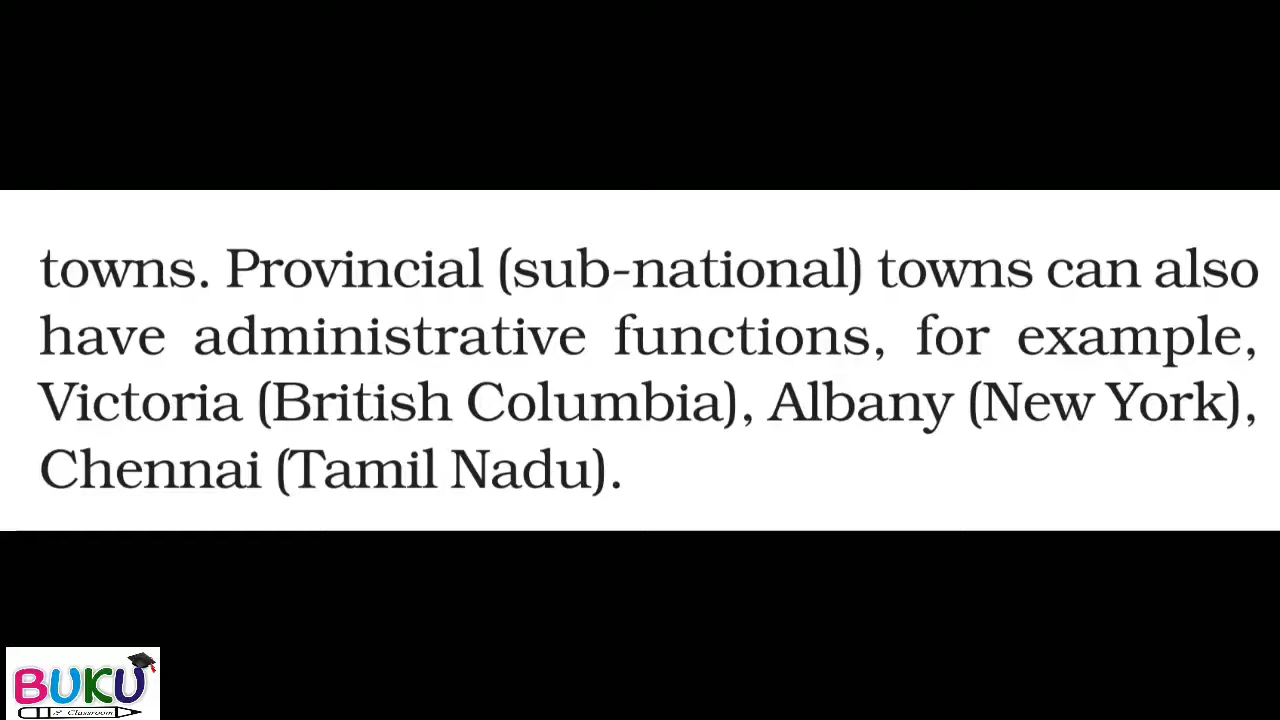 towns. Provincial (sub-national) towns can also
have administrative functions, for example,
Victoria (British Columbia), Albany (New York),
Chennai (Tamil Nadu).
BUKU
e Classroom